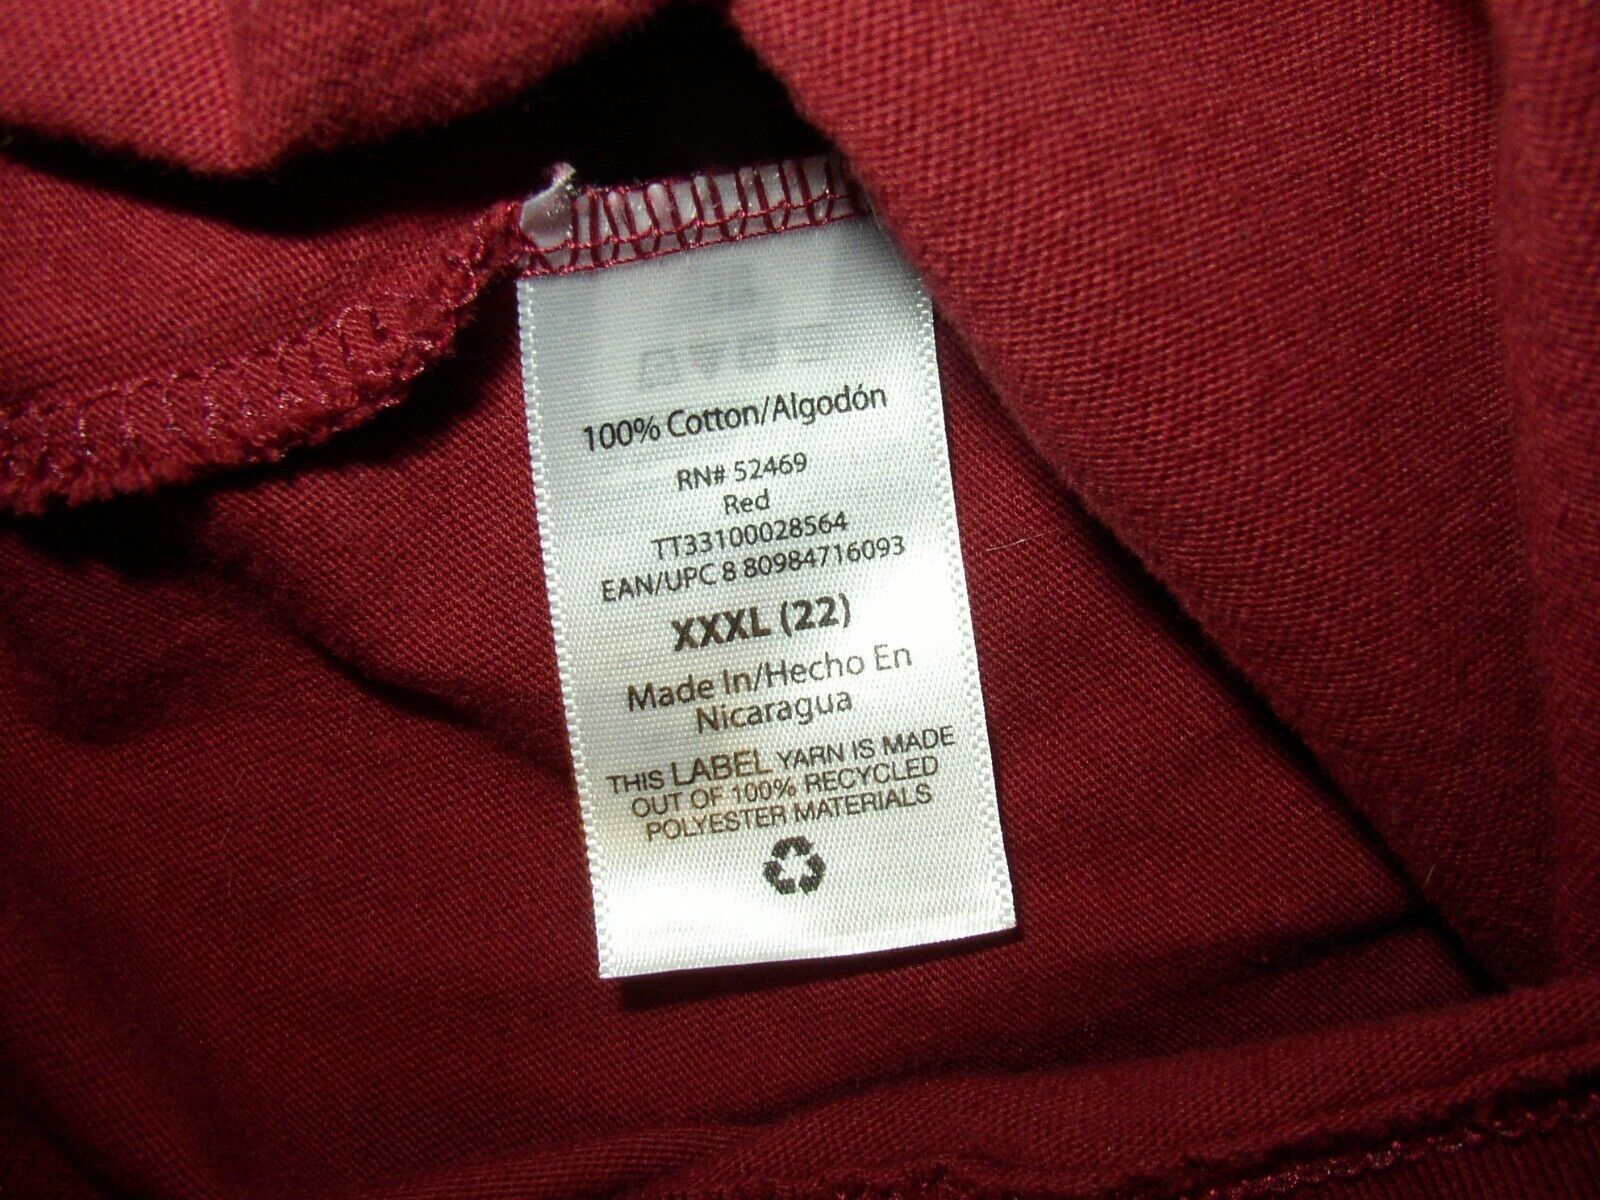 100% Cotton/Algodón
RN# 52469
Red
TT33100028564
EAN/UPC 8 80984716093
XXXL (22)
Made In/Hecho En
Nicaragua
THIS LABEL YARN IS MADE
OUT OF 100% RECYCLED
POLYESTER MATERIALS